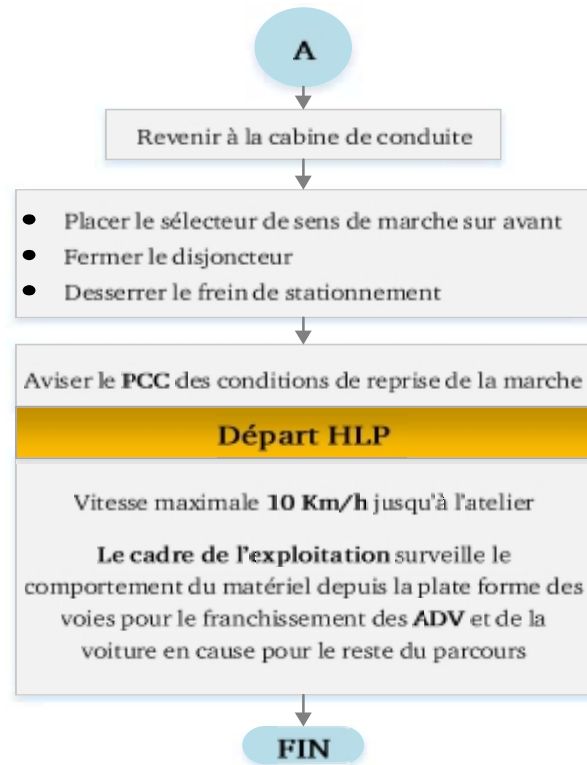 A
Revenir à la cabine de conduite
• Placer le sélecteur de sens de marche sur avant
• Fermer le disjoncteur
• Desserrer le frein de stationnement
Aviser le PCC des conditions de reprise de la marche
Départ HLP
Vitesse maximale 10 Km/h jusqu'à l'atelier
Le cadre de l'exploitation surveille le
comportement du matériel depuis la plate forme des
voies pour le franchissement des ADV et de la
voiture en cause pour le reste du parcours
FIN